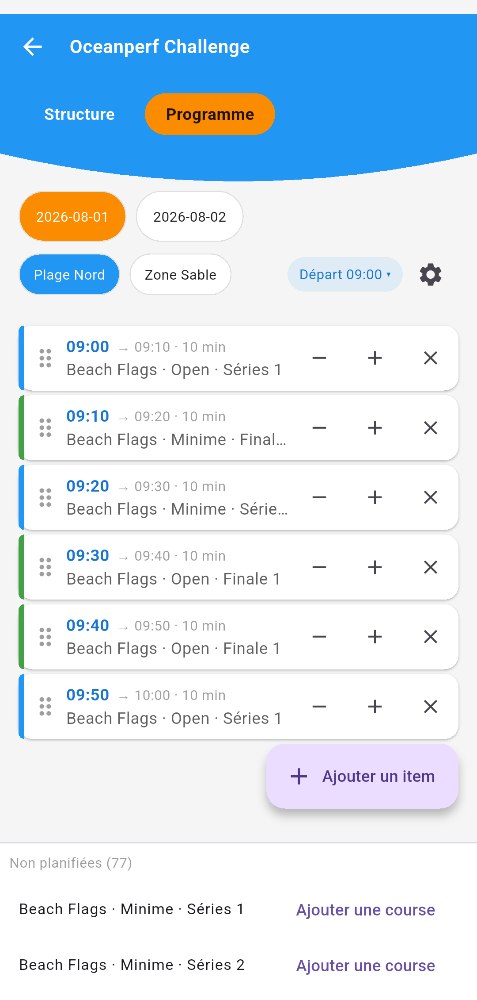 Oceanperf Challenge
Structure Programme
2026-08-01 2026-08-02
Plage Nord Zone Sable Départ 09:00 ▾
09:00 → 09:10 · 10 min
Beach Flags · Open · Séries 1
09:10 → 09:20 · 10 min
Beach Flags · Minime · Final…
09:20 → 09:30 · 10 min
Beach Flags · Minime · Série…
09:30 → 09:40 · 10 min
Beach Flags · Open · Finale 1
09:40 → 09:50 · 10 min
Beach Flags · Open · Finale 1
09:50 → 10:00 · 10 min
Beach Flags · Open · Séries 1
Ajouter un item
Non planifiées (77)
Beach Flags · Minime · Séries 1 Ajouter une course
Beach Flags · Minime · Séries 2 Ajouter une course